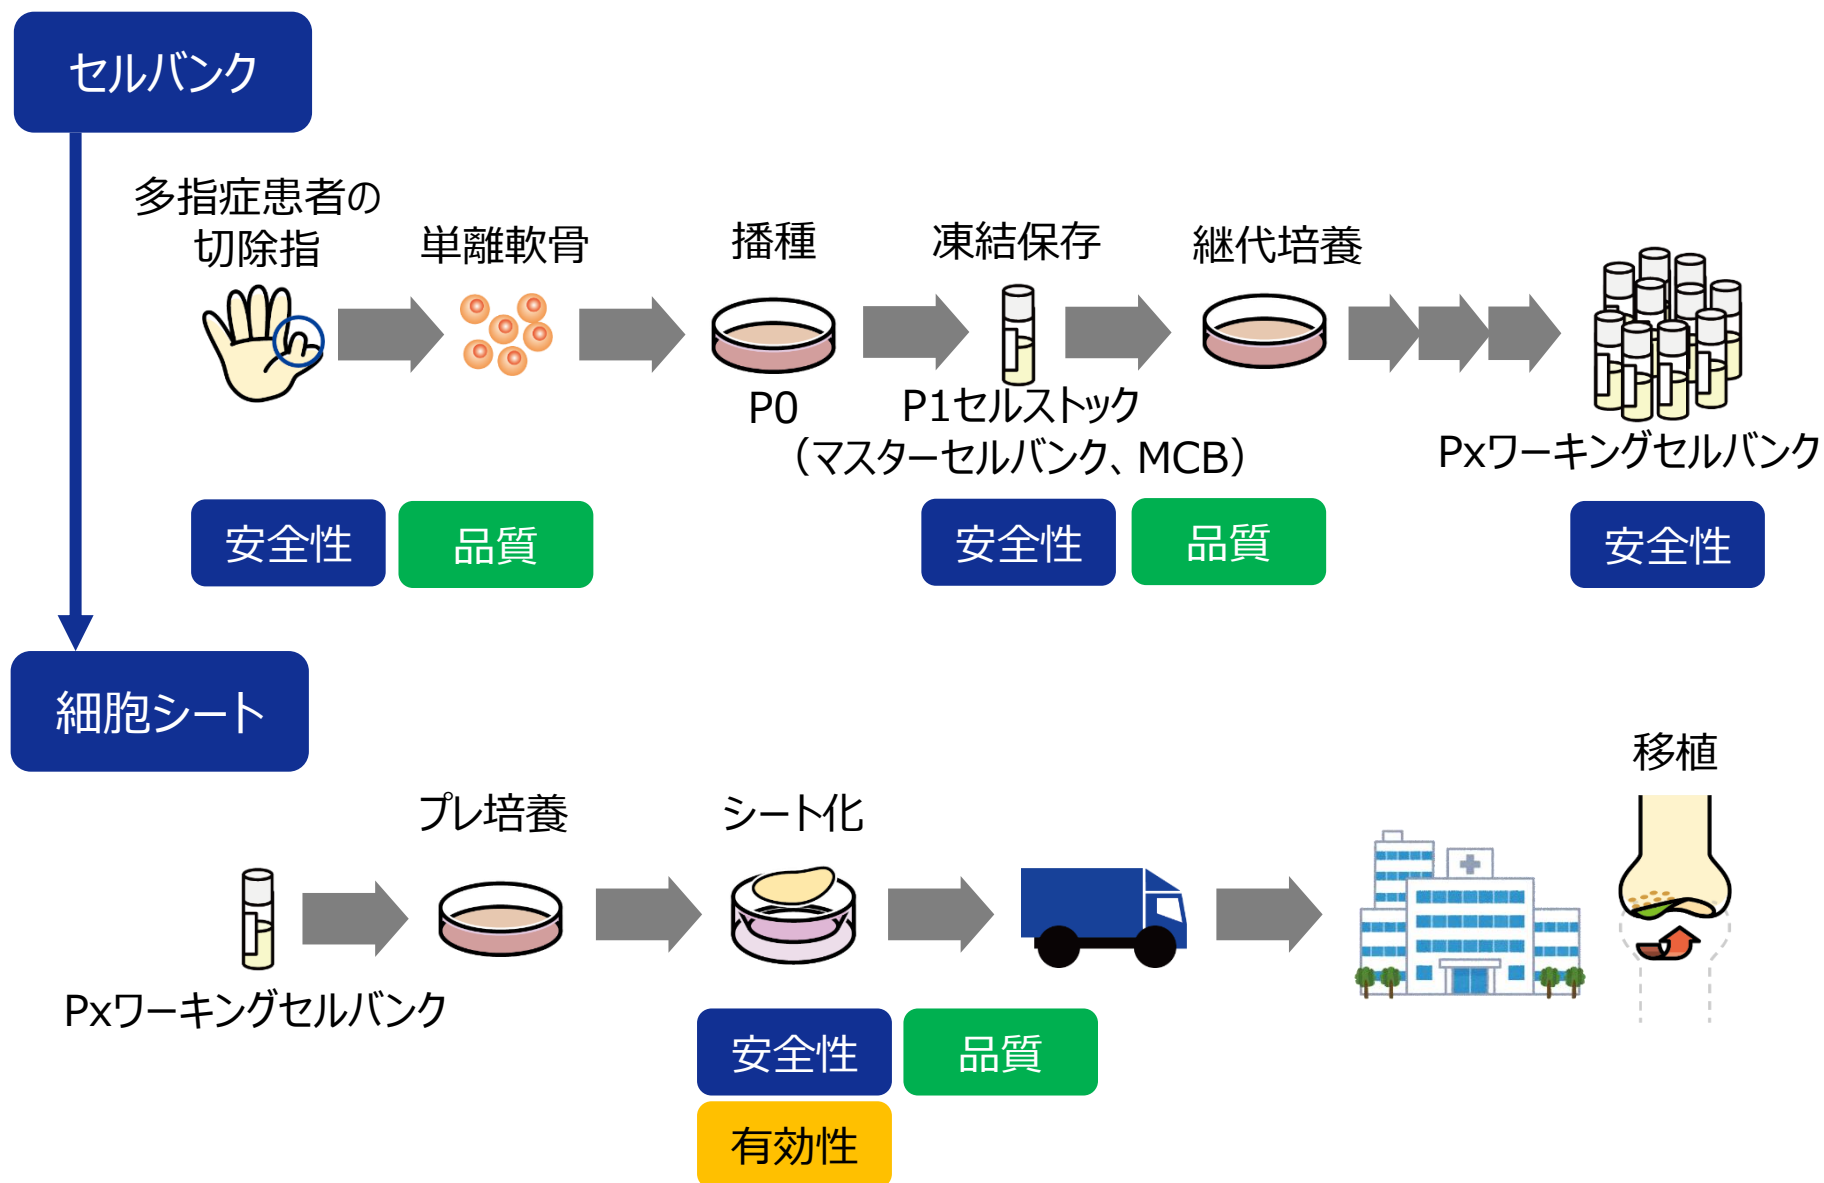 セルバンク
多指症患者の
切除指
単離軟骨
播種
凍結保存
継代培養
P0
P1セルストック
（マスターセルバンク、MCB）
Pxワーキングセルバンク
安全性
品質
安全性
品質
安全性
細胞シート
移植
プレ培養
シート化
Pxワーキングセルバンク
安全性
品質
有効性